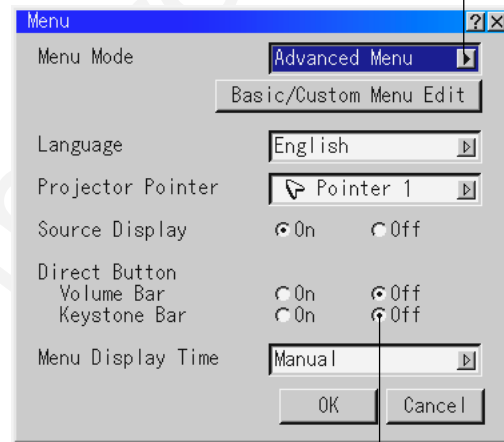 Menu ? ×
Menu Mode Advanced Menu
Basic/Custom Menu Edit
Language English
Projector Pointer Pointer 1
Source Display On Off
Direct Button
Volume Bar On Off
Keystone Bar On Off
Menu Display Time Manual
OK Cancel